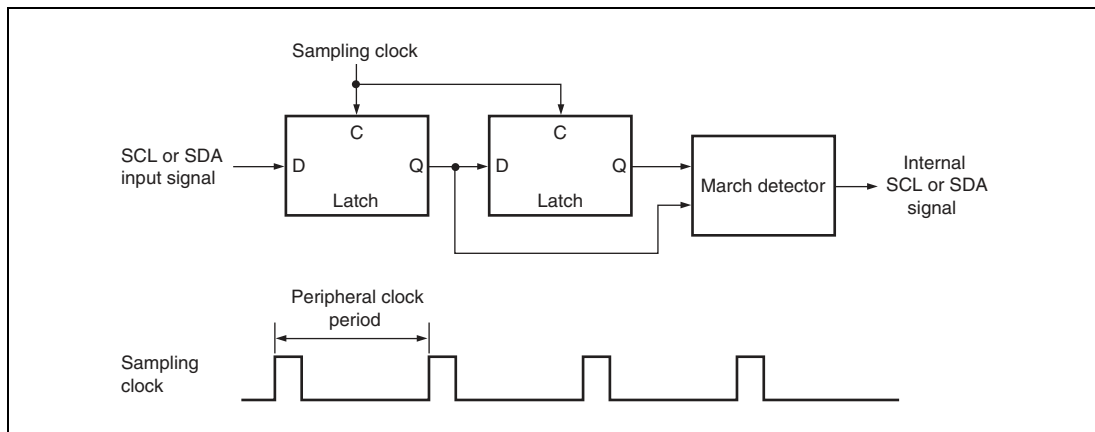 Sampling clock
C
C
SCL or SDA
input signal
D
Q
D
Q
Latch
Latch
March detector
Internal
SCL or SDA
signal
Peripheral clock
period
Sampling
clock